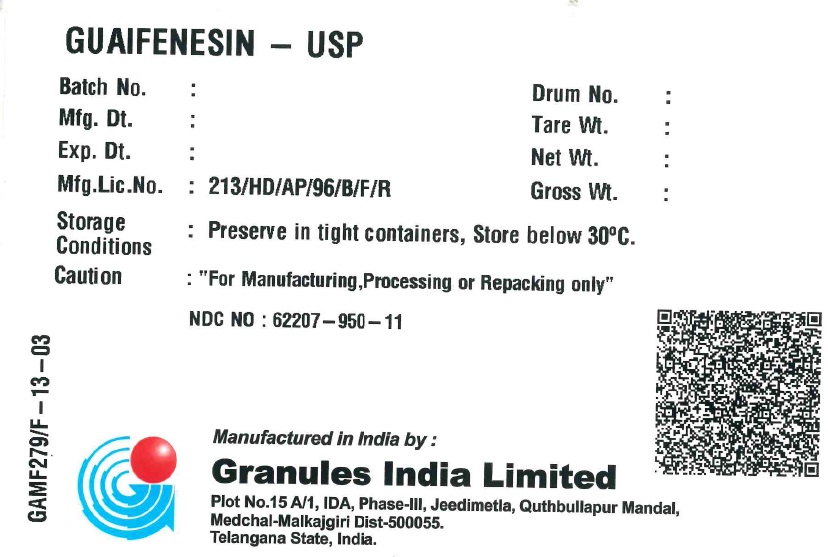 GUAIFENESIN – USP
Batch No. :
Drum No. :
Mfg. Dt. :
Tare Wt. :
Exp. Dt. :
Net Wt. :
Mfg.Lic.No. : 213/HD/AP/96/B/F/R
Gross Wt. :
Storage
Conditions : Preserve in tight containers, Store below 30ºC.
Caution : "For Manufacturing,Processing or Repacking only"
NDC NO : 62207–950–11
GAMF279/F–13–03
Manufactured in India by :
Granules India Limited
Plot No.15 A/1, IDA, Phase-III, Jeedimetla, Quthbullapur Mandal,
Medchal-Malkajgiri Dist-500055.
Telangana State, India.